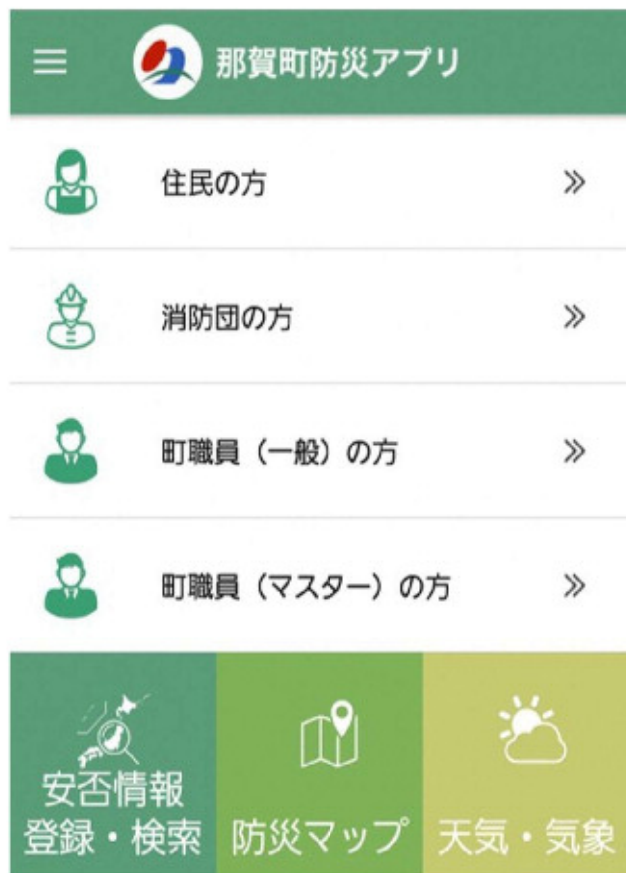 那賀町防災アプリ
住民の方
消防団の方
町職員（一般）の方
町職員（マスター）の方
安否情報
登録・検索
防災マップ
天気・気象